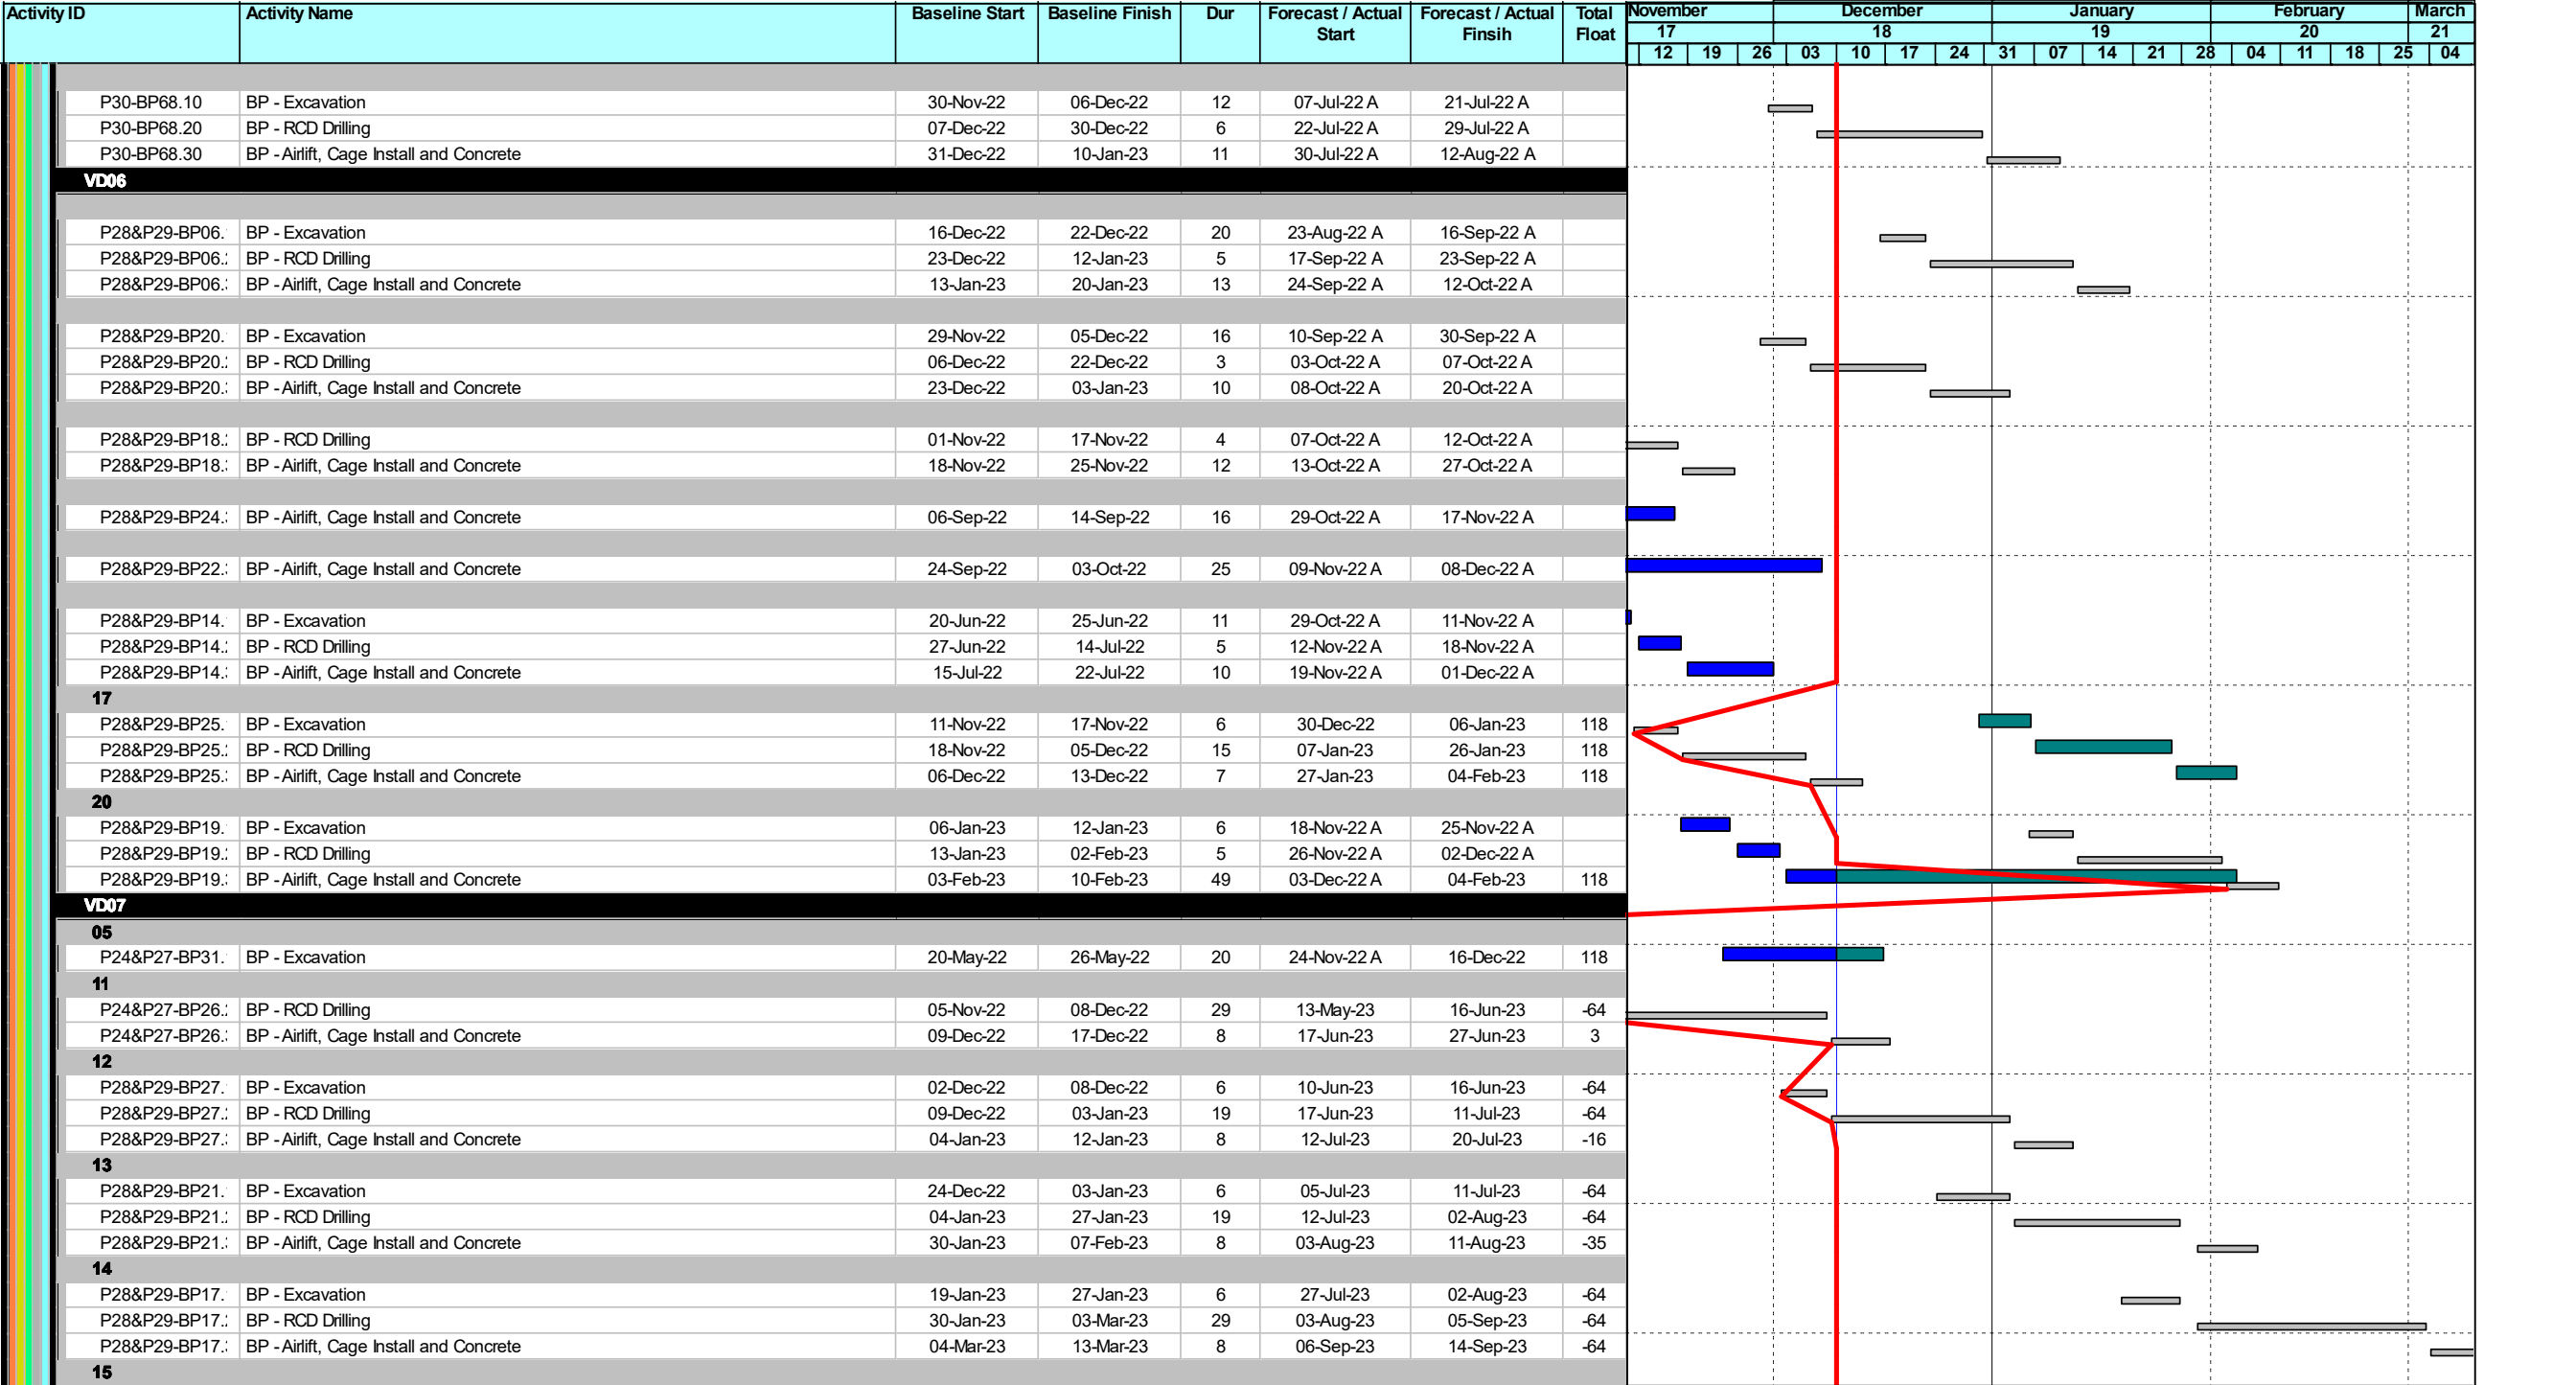 Activity ID Activity Name Baseline Start Baseline Finish Dur Forecast / Actual Start Forecast / Actual Finsih Total Float November December January February March
17 18 19 20 21
12 19 26 03 10 17 24 31 07 14 21 28 04 11 18 25 04
P30-BP68.10 BP - Excavation 30-Nov-22 06-Dec-22 12 07-Jul-22 A 21-Jul-22 A
P30-BP68.20 BP - RCD Drilling 07-Dec-22 30-Dec-22 6 22-Jul-22 A 29-Jul-22 A
P30-BP68.30 BP - Airlift, Cage Install and Concrete 31-Dec-22 10-Jan-23 11 30-Jul-22 A 12-Aug-22 A
VD06
P28&P29-BP06. BP - Excavation 16-Dec-22 22-Dec-22 20 23-Aug-22 A 16-Sep-22 A
P28&P29-BP06. BP - RCD Drilling 23-Dec-22 12-Jan-23 5 17-Sep-22 A 23-Sep-22 A
P28&P29-BP06. BP - Airlift, Cage Install and Concrete 13-Jan-23 20-Jan-23 13 24-Sep-22 A 12-Oct-22 A
P28&P29-BP20. BP - Excavation 29-Nov-22 05-Dec-22 16 10-Sep-22 A 30-Sep-22 A
P28&P29-BP20. BP - RCD Drilling 06-Dec-22 22-Dec-22 3 03-Oct-22 A 07-Oct-22 A
P28&P29-BP20. BP - Airlift, Cage Install and Concrete 23-Dec-22 03-Jan-23 10 08-Oct-22 A 20-Oct-22 A
P28&P29-BP18. BP - RCD Drilling 01-Nov-22 17-Nov-22 4 07-Oct-22 A 12-Oct-22 A
P28&P29-BP18. BP - Airlift, Cage Install and Concrete 18-Nov-22 25-Nov-22 12 13-Oct-22 A 27-Oct-22 A
P28&P29-BP24. BP - Airlift, Cage Install and Concrete 06-Sep-22 14-Sep-22 16 29-Oct-22 A 17-Nov-22 A
P28&P29-BP22. BP - Airlift, Cage Install and Concrete 24-Sep-22 03-Oct-22 25 09-Nov-22 A 08-Dec-22 A
P28&P29-BP14. BP - Excavation 20-Jun-22 25-Jun-22 11 29-Oct-22 A 11-Nov-22 A
P28&P29-BP14. BP - RCD Drilling 27-Jun-22 14-Jul-22 5 12-Nov-22 A 18-Nov-22 A
P28&P29-BP14. BP - Airlift, Cage Install and Concrete 15-Jul-22 22-Jul-22 10 19-Nov-22 A 01-Dec-22 A
17
P28&P29-BP25. BP - Excavation 11-Nov-22 17-Nov-22 6 30-Dec-22 06-Jan-23 118
P28&P29-BP25. BP - RCD Drilling 18-Nov-22 05-Dec-22 15 07-Jan-23 26-Jan-23 118
P28&P29-BP25. BP - Airlift, Cage Install and Concrete 06-Dec-22 13-Dec-22 7 27-Jan-23 04-Feb-23 118
20
P28&P29-BP19. BP - Excavation 06-Jan-23 12-Jan-23 6 18-Nov-22 A 25-Nov-22 A
P28&P29-BP19. BP - RCD Drilling 13-Jan-23 02-Feb-23 5 26-Nov-22 A 02-Dec-22 A
P28&P29-BP19. BP - Airlift, Cage Install and Concrete 03-Feb-23 10-Feb-23 49 03-Dec-22 A 04-Feb-23 118
VD07
05
P24&P27-BP31. BP - Excavation 20-May-22 26-May-22 20 24-Nov-22 A 16-Dec-22 118
11
P24&P27-BP26. BP - RCD Drilling 05-Nov-22 08-Dec-22 29 13-May-23 16-Jun-23 -64
P24&P27-BP26. BP - Airlift, Cage Install and Concrete 09-Dec-22 17-Dec-22 8 17-Jun-23 27-Jun-23 3
12
P28&P29-BP27. BP - Excavation 02-Dec-22 08-Dec-22 6 10-Jun-23 16-Jun-23 -64
P28&P29-BP27. BP - RCD Drilling 09-Dec-22 03-Jan-23 19 17-Jun-23 11-Jul-23 -64
P28&P29-BP27. BP - Airlift, Cage Install and Concrete 04-Jan-23 12-Jan-23 8 12-Jul-23 20-Jul-23 -16
13
P28&P29-BP21. BP - Excavation 24-Dec-22 03-Jan-23 6 05-Jul-23 11-Jul-23 -64
P28&P29-BP21. BP - RCD Drilling 04-Jan-23 27-Jan-23 19 12-Jul-23 02-Aug-23 -64
P28&P29-BP21. BP - Airlift, Cage Install and Concrete 30-Jan-23 07-Feb-23 8 03-Aug-23 11-Aug-23 -35
14
P28&P29-BP17. BP - Excavation 19-Jan-23 27-Jan-23 6 27-Jul-23 02-Aug-23 -64
P28&P29-BP17. BP - RCD Drilling 30-Jan-23 03-Mar-23 29 03-Aug-23 05-Sep-23 -64
P28&P29-BP17. BP - Airlift, Cage Install and Concrete 04-Mar-23 13-Mar-23 8 06-Sep-23 14-Sep-23 -64
15